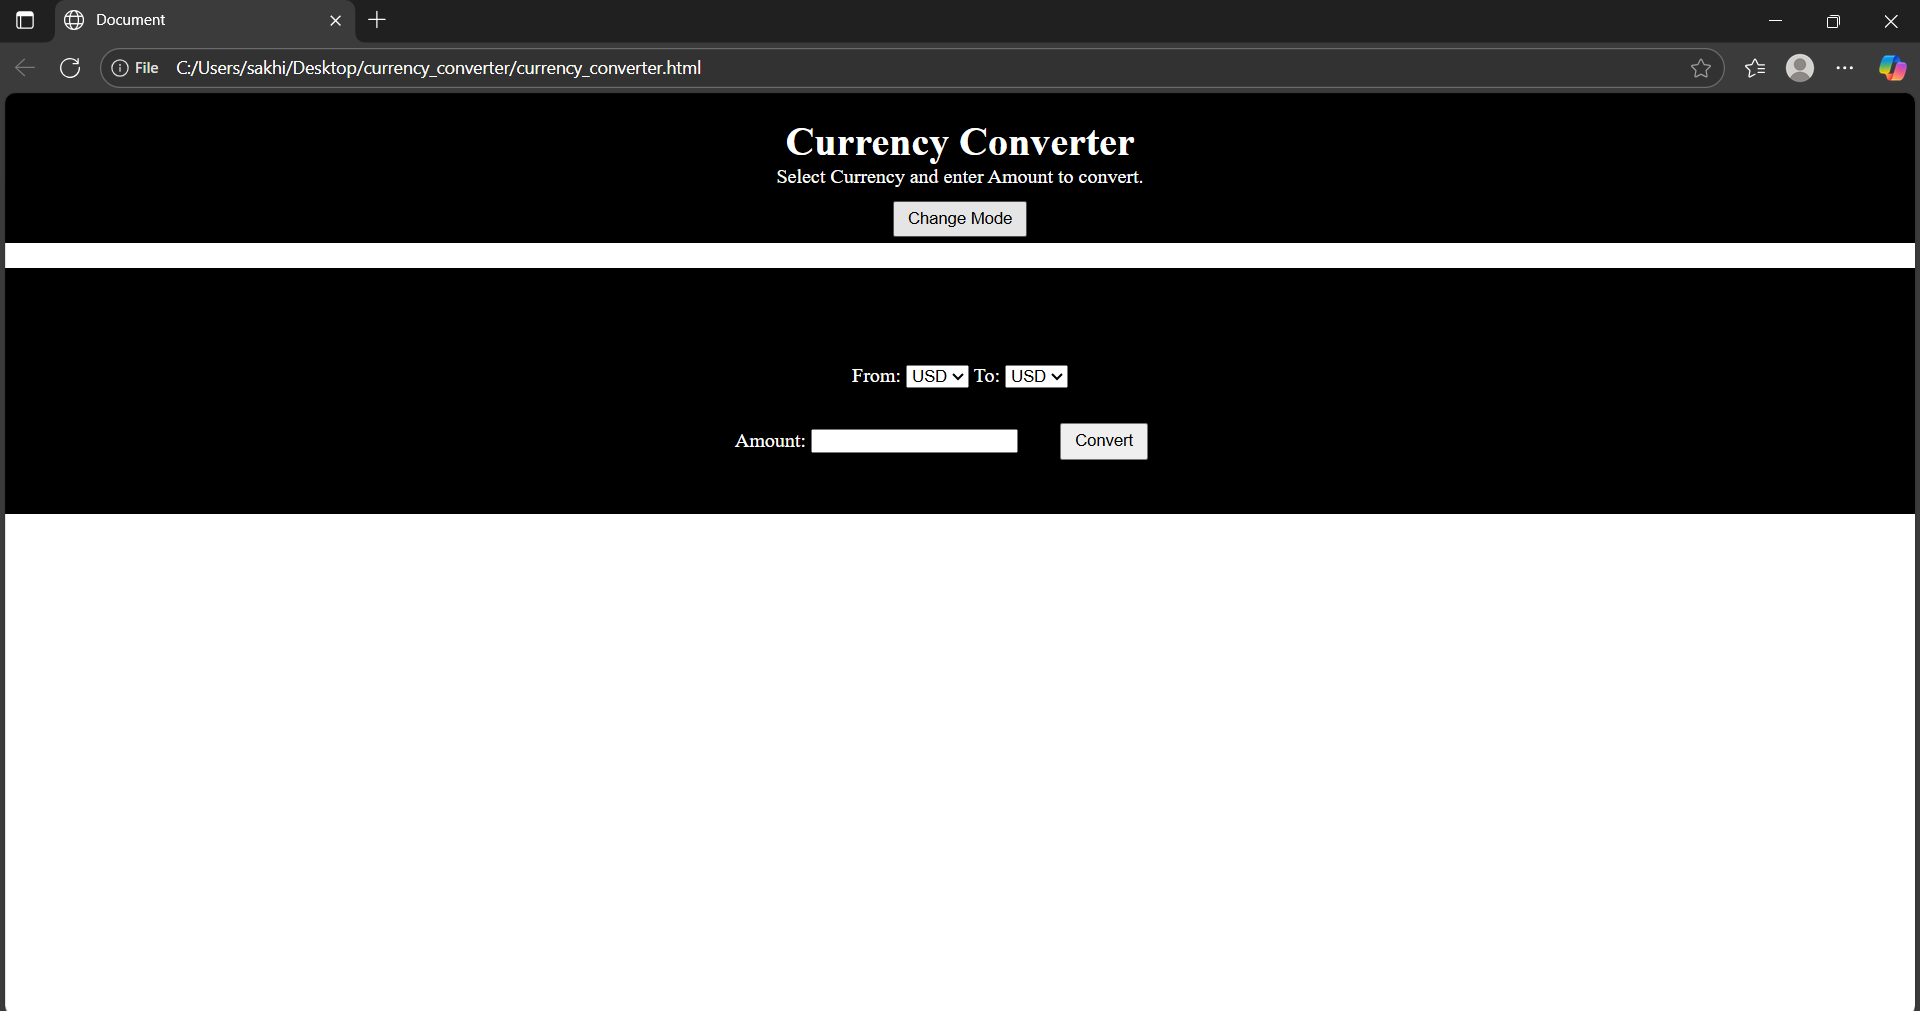 Document
File C:/Users/sakhi/Desktop/currency_converter/currency_converter.html
Currency Converter
Select Currency and enter Amount to convert.
Change Mode
From: USD To: USD
Amount: Convert